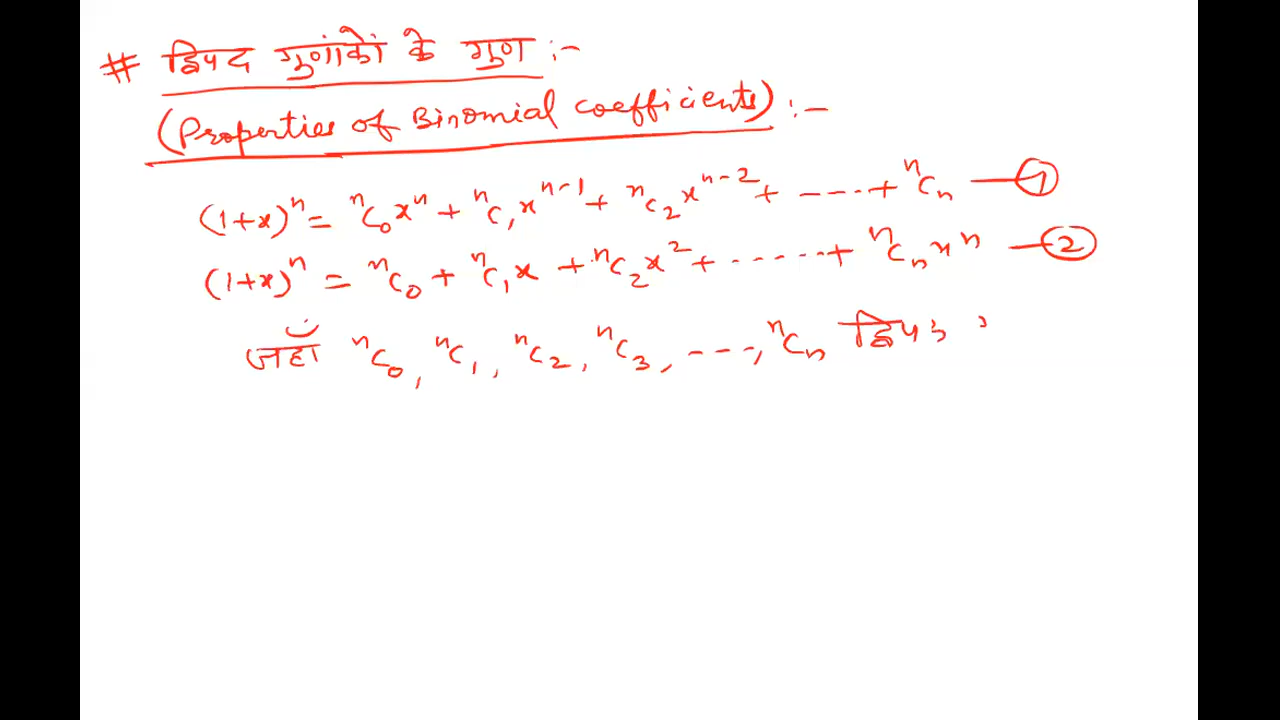 # द्विपद गुणांकों के गुण :-
(Properties of Binomial coefficients) :-
(1+x)ⁿ = ⁿC₀xⁿ + ⁿC₁xⁿ⁻¹ + ⁿC₂xⁿ⁻² + ----- + ⁿCₙ — ①
(1+x)ⁿ = ⁿC₀ + ⁿC₁x + ⁿC₂x² + ...... + ⁿCₙxⁿ — ②
जहाँ ⁿC₀, ⁿC₁, ⁿC₂, ⁿC₃, ---, ⁿCₙ